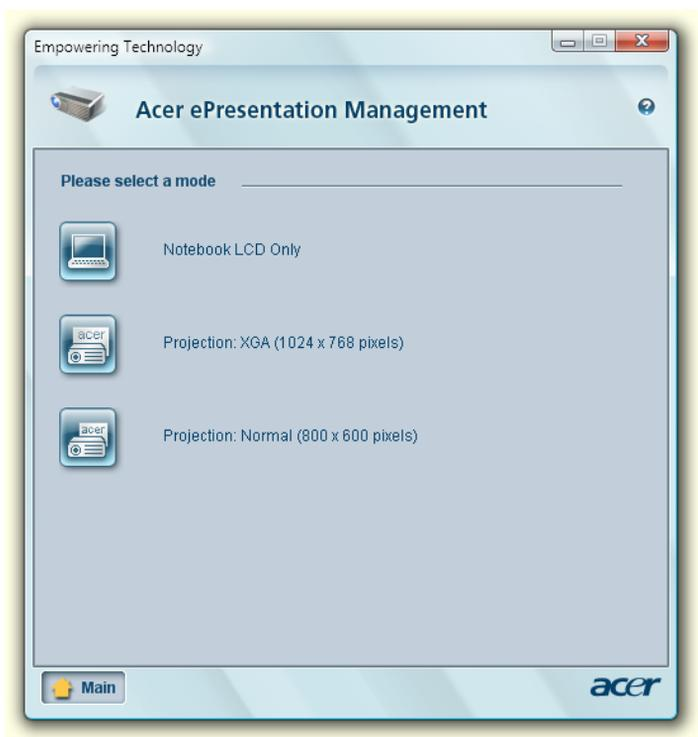 Empowering Technology
Acer ePresentation Management
Please select a mode
Notebook LCD Only
acer
Projection: XGA (1024 x 768 pixels)
acer
Projection: Normal (800 x 600 pixels)
Main
acer